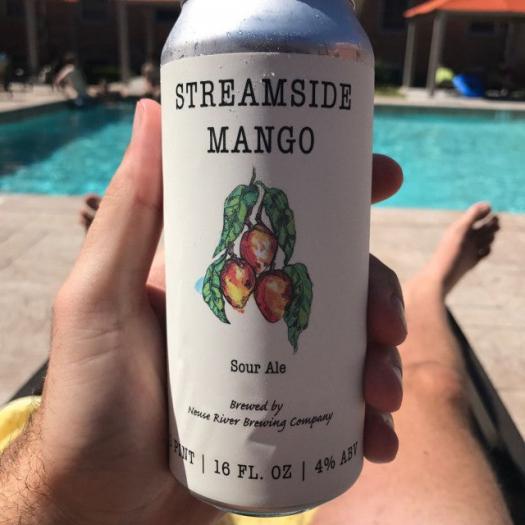 STREAMSIDE
MANGO
Sour Ale
Brewed by
Neuse River Brewing Company
PINT | 16 FL. OZ | 4% ABV